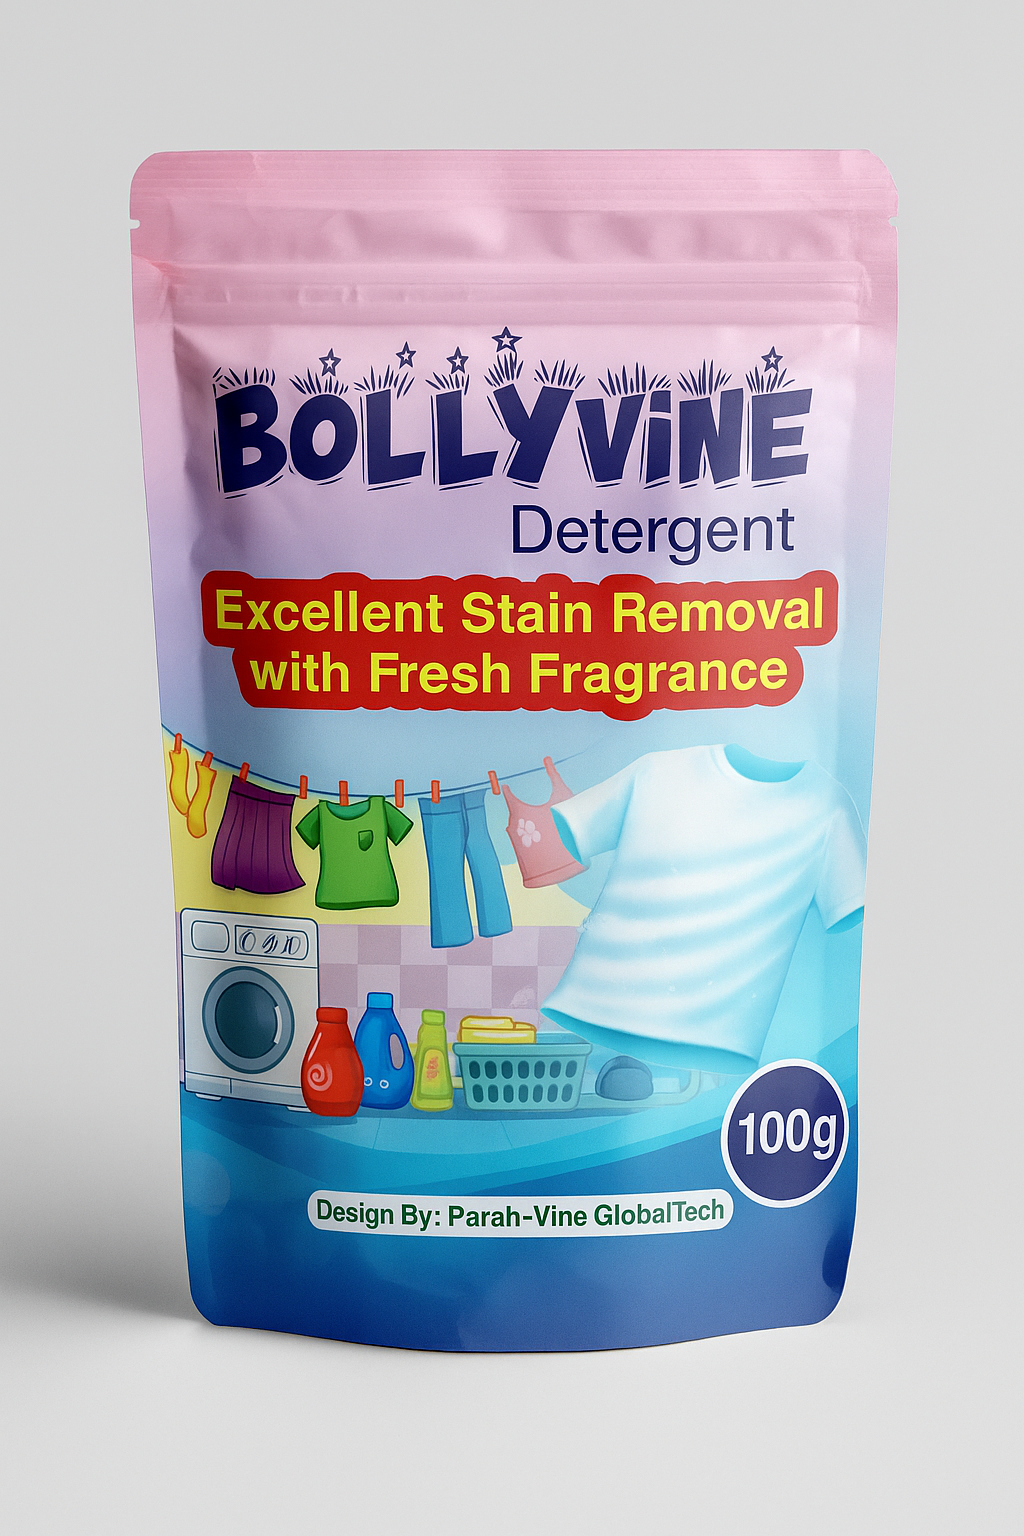 BOLLYViNE
Detergent
Excellent Stain Removal
with Fresh Fragrance
100g
Design By: Parah-Vine GlobalTech